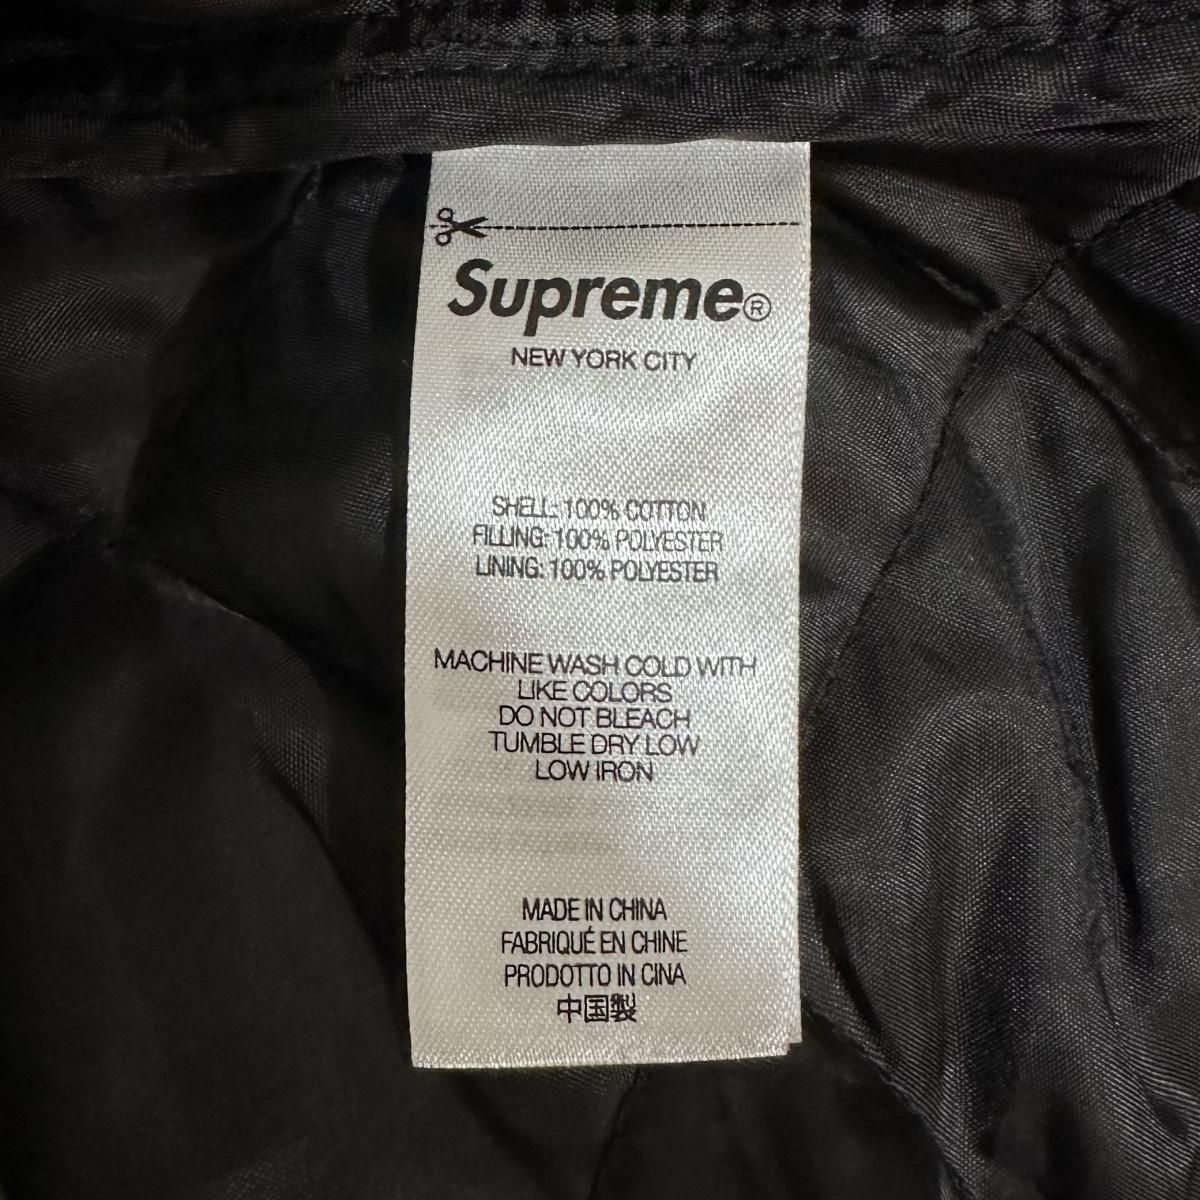 Supreme®
NEW YORK CITY
SHELL: 100% COTTON
FILLING: 100% POLYESTER
LINING: 100% POLYESTER
MACHINE WASH COLD WITH
LIKE COLORS
DO NOT BLEACH
TUMBLE DRY LOW
LOW IRON
MADE IN CHINA
FABRIQUÉ EN CHINE
PRODOTTO IN CINA
中国製